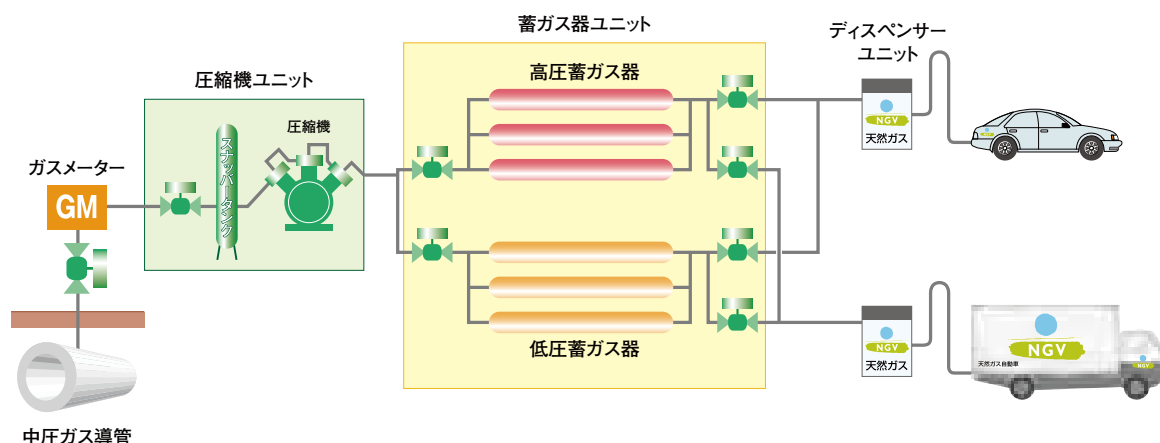 蓄ガス器ユニット
ディスペンサー
ユニット
圧縮機ユニット
高圧蓄ガス器
圧縮機
スナッバータンク
NGV
天然ガス
ガスメーター
GM
低圧蓄ガス器
NGV
天然ガス
NGV
天然ガス自動車
NGV
中圧ガス導管